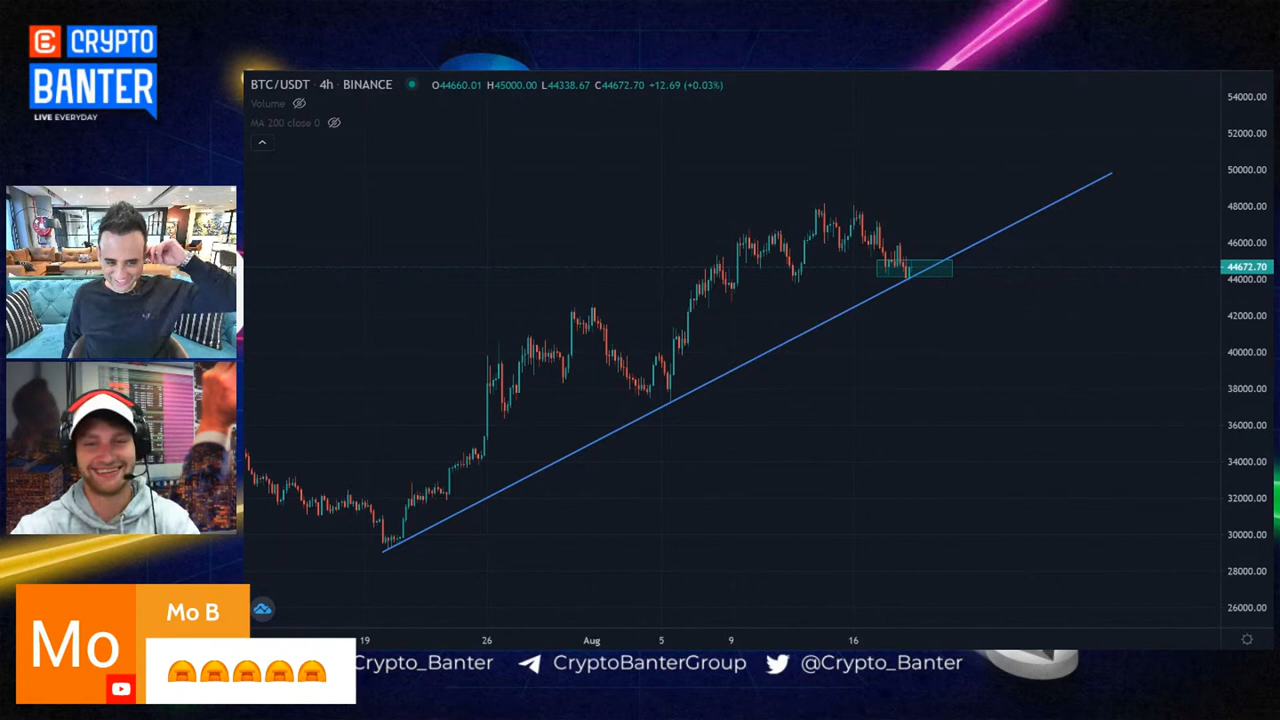 CRYPTO
BANTER
LIVE EVERYDAY
BTC/USDT · 4h · BINANCE
O44660.01 H45000.00 L44338.67 C44672.70 +12.69 (+0.03%)
Volume
MA 200 close 0
54000.00
52000.00
50000.00
48000.00
46000.00
44672.70
44000.00
42000.00
40000.00
38000.00
36000.00
34000.00
32000.00
30000.00
28000.00
26000.00
19
26
Aug
5
9
16
Mo
Mo B
Crypto_Banter
CryptoBanterGroup
@Crypto_Banter